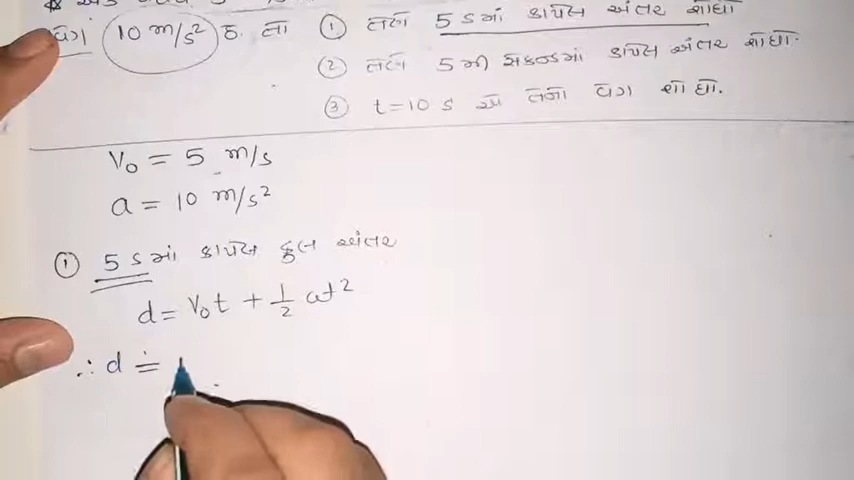 10 m/s² ① તેણે 5 s માં કાપેલ અંતર શોધો
② તેણે 5 મી સેકન્ડમાં કાપેલ અંતર શોધો.
③ t = 10 s એ તેનો વેગ શોધો.
V₀ = 5 m/s
a = 10 m/s²
① 5 s માં કાપેલ કુલ અંતર
d = V₀t + 1/2 at²
∴ d =